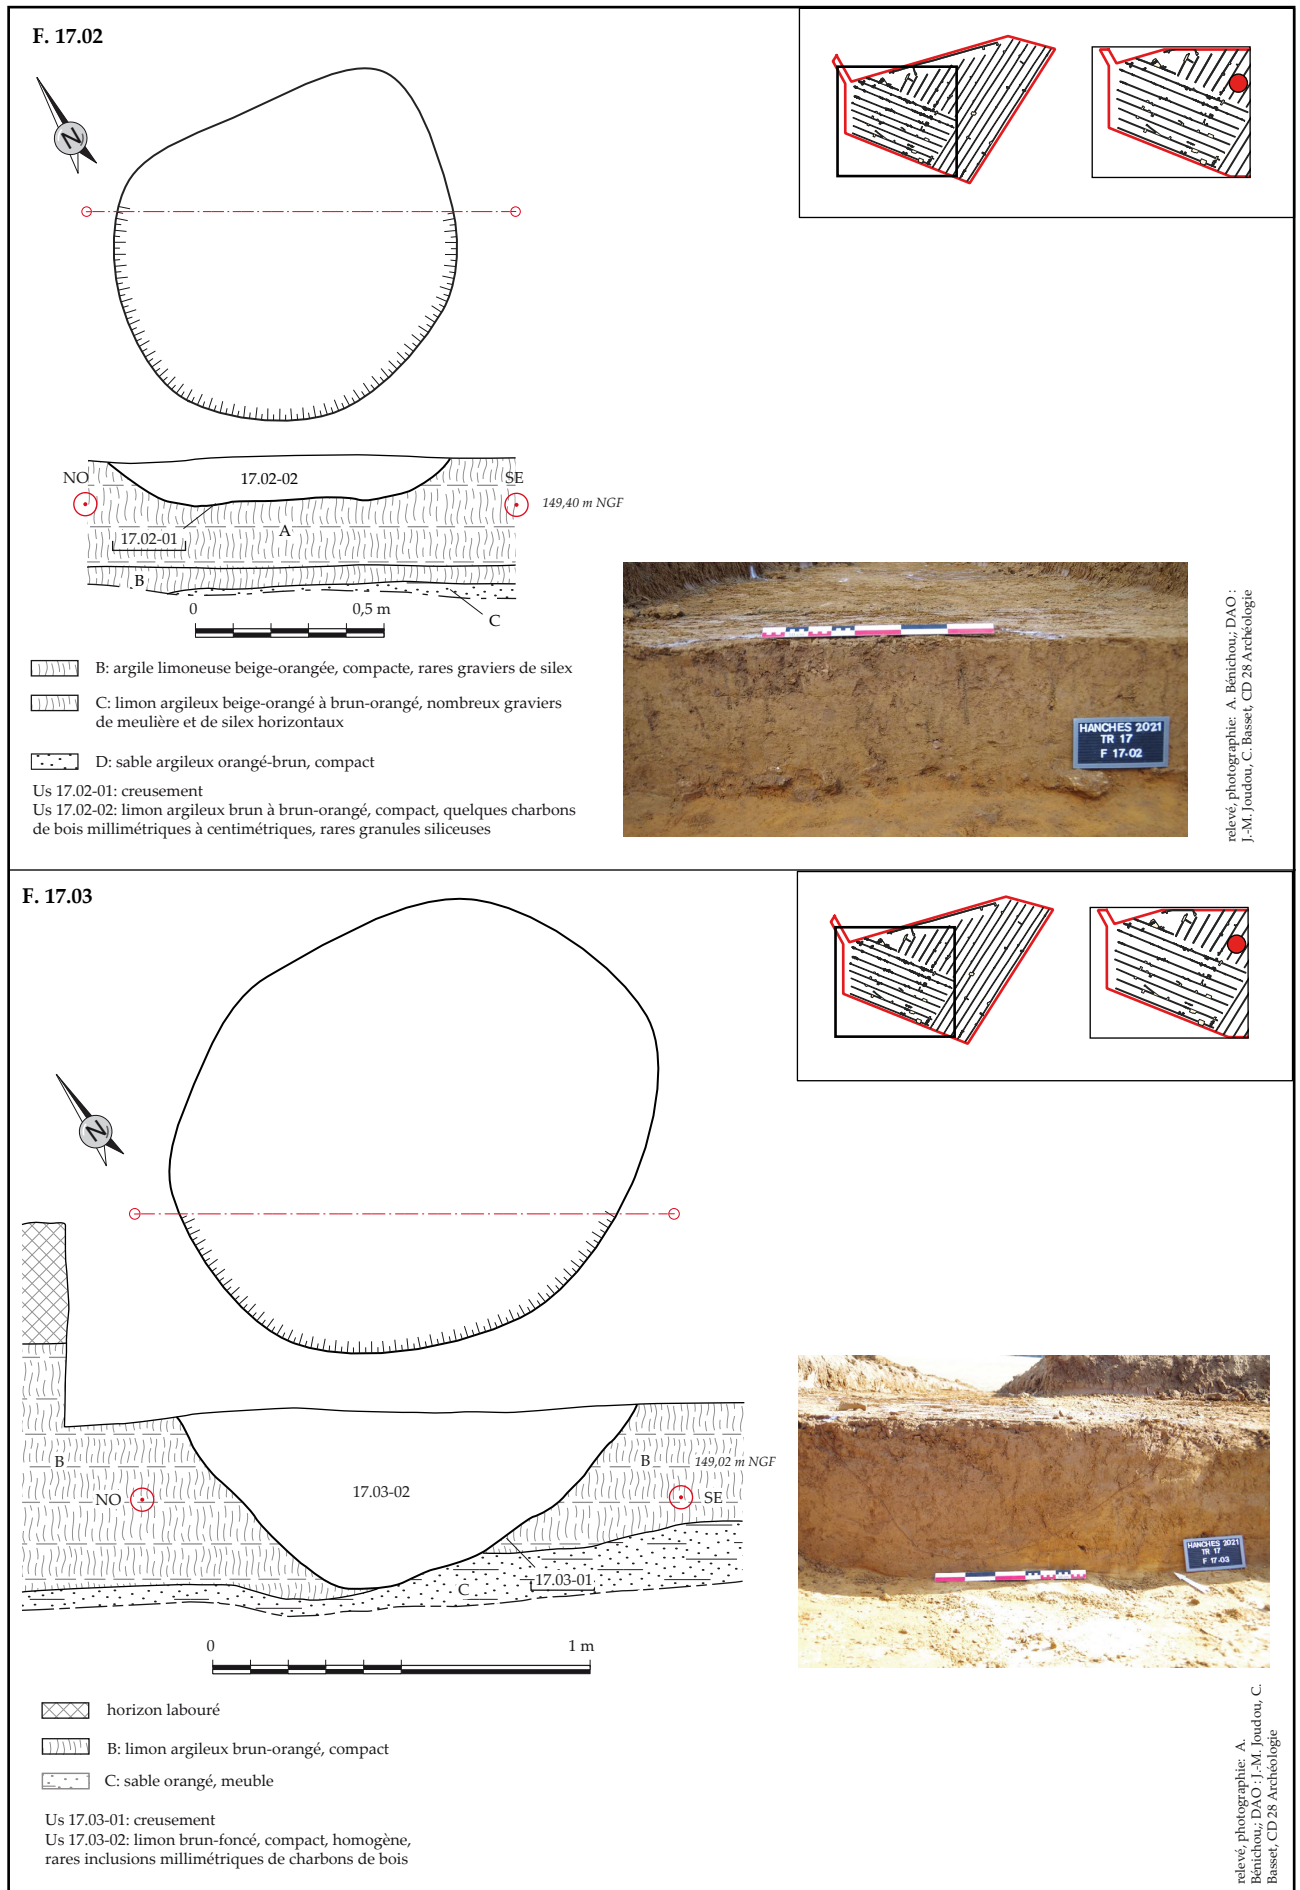 F. 17.02
N
17.02-02
NO
SE
149,40 m NGF
17.02-01
A
B
C
0
0,5 m
B: argile limoneuse beige-orangée, compacte, rares graviers de silex
C: limon argileux beige-orangé à brun-orangé, nombreux graviers
de meulière et de silex horizontaux
D: sable argileux orangé-brun, compact
Us 17.02-01: creusement
Us 17.02-02: limon argileux brun à brun-orangé, compact, quelques charbons
de bois millimétriques à centimétriques, rares granules siliceuses
HANCHES 2021
TR 17
F 17-02
relevé, photographie: A. Bénichou,; DAO :
J.-M. Joudou, C. Basset, CD 28 Archéologie
F. 17.03
N
B
B
149,02 m NGF
NO
17.03-02
SE
C
17.03-01
0
1 m
HANCHES 2021
TR 17
F 17-03
horizon labouré
B: limon argileux brun-orangé, compact
C: sable orangé, meuble
Us 17.03-01: creusement
Us 17.03-02: limon brun-foncé, compact, homogène,
rares inclusions millimétriques de charbons de bois
relevé, photographie: A.
Bénichou,; DAO : J.-M. Joudou, C.
Basset, CD 28 Archéologie